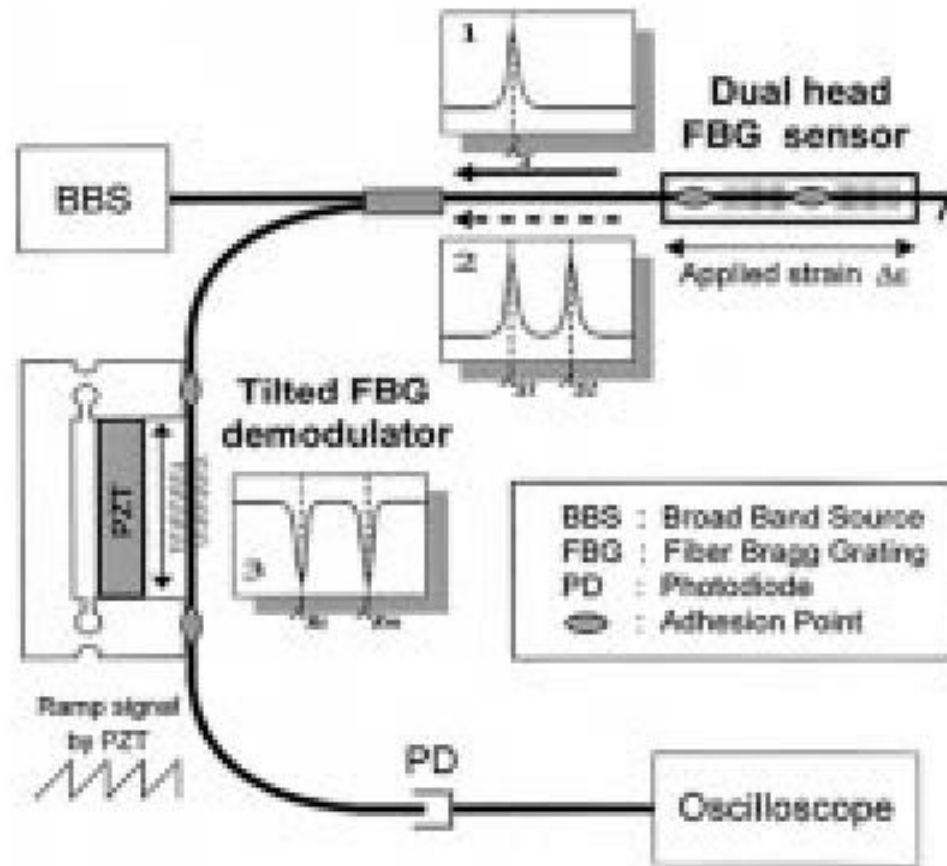 1
Dual head
FBG sensor
BBS
2
Applied strain Δε
Tilted FBG
demodulator
PZT
3
BBS : Broad Band Source
FBG : Fiber Bragg Grating
PD : Photodiode
: Adhesion Point
Ramp signal
by PZT
PD
Oscilloscope